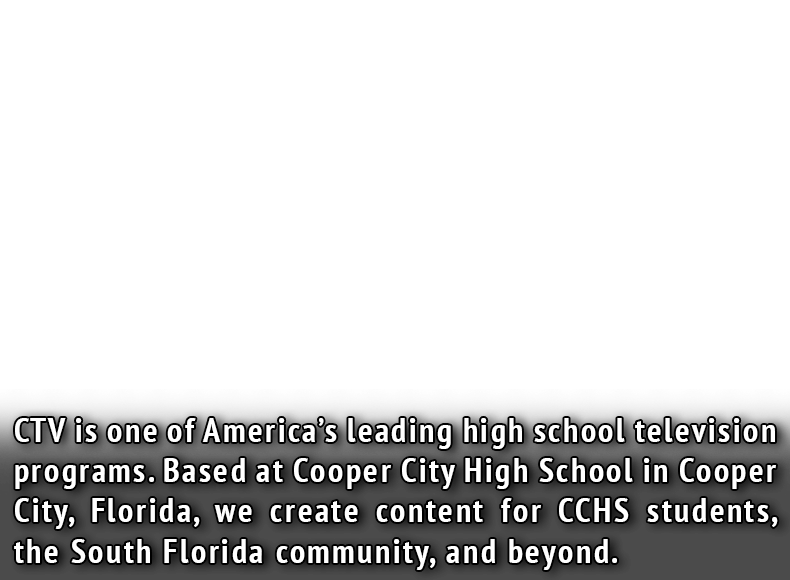 CTV is one of America’s leading high school television
programs. Based at Cooper City High School in Cooper
City, Florida, we create content for CCHS students,
the South Florida community, and beyond.